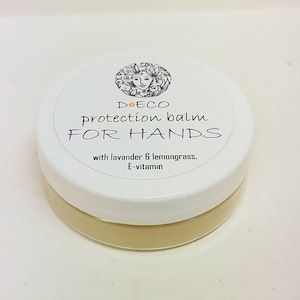 D•ECO
protection balm
FOR HANDS
with lavander & lemongrass,
E-vitamin